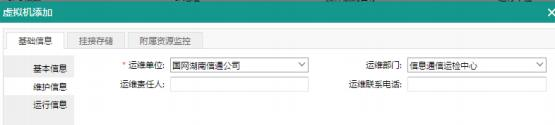 虚拟机添加
基础信息 挂接存储 附属资源监控
基本信息 * 运维单位: 国网湖南信通公司 运维部门: 信息通信运检中心
维护信息 运维责任人: 运维联系电话:
运行信息